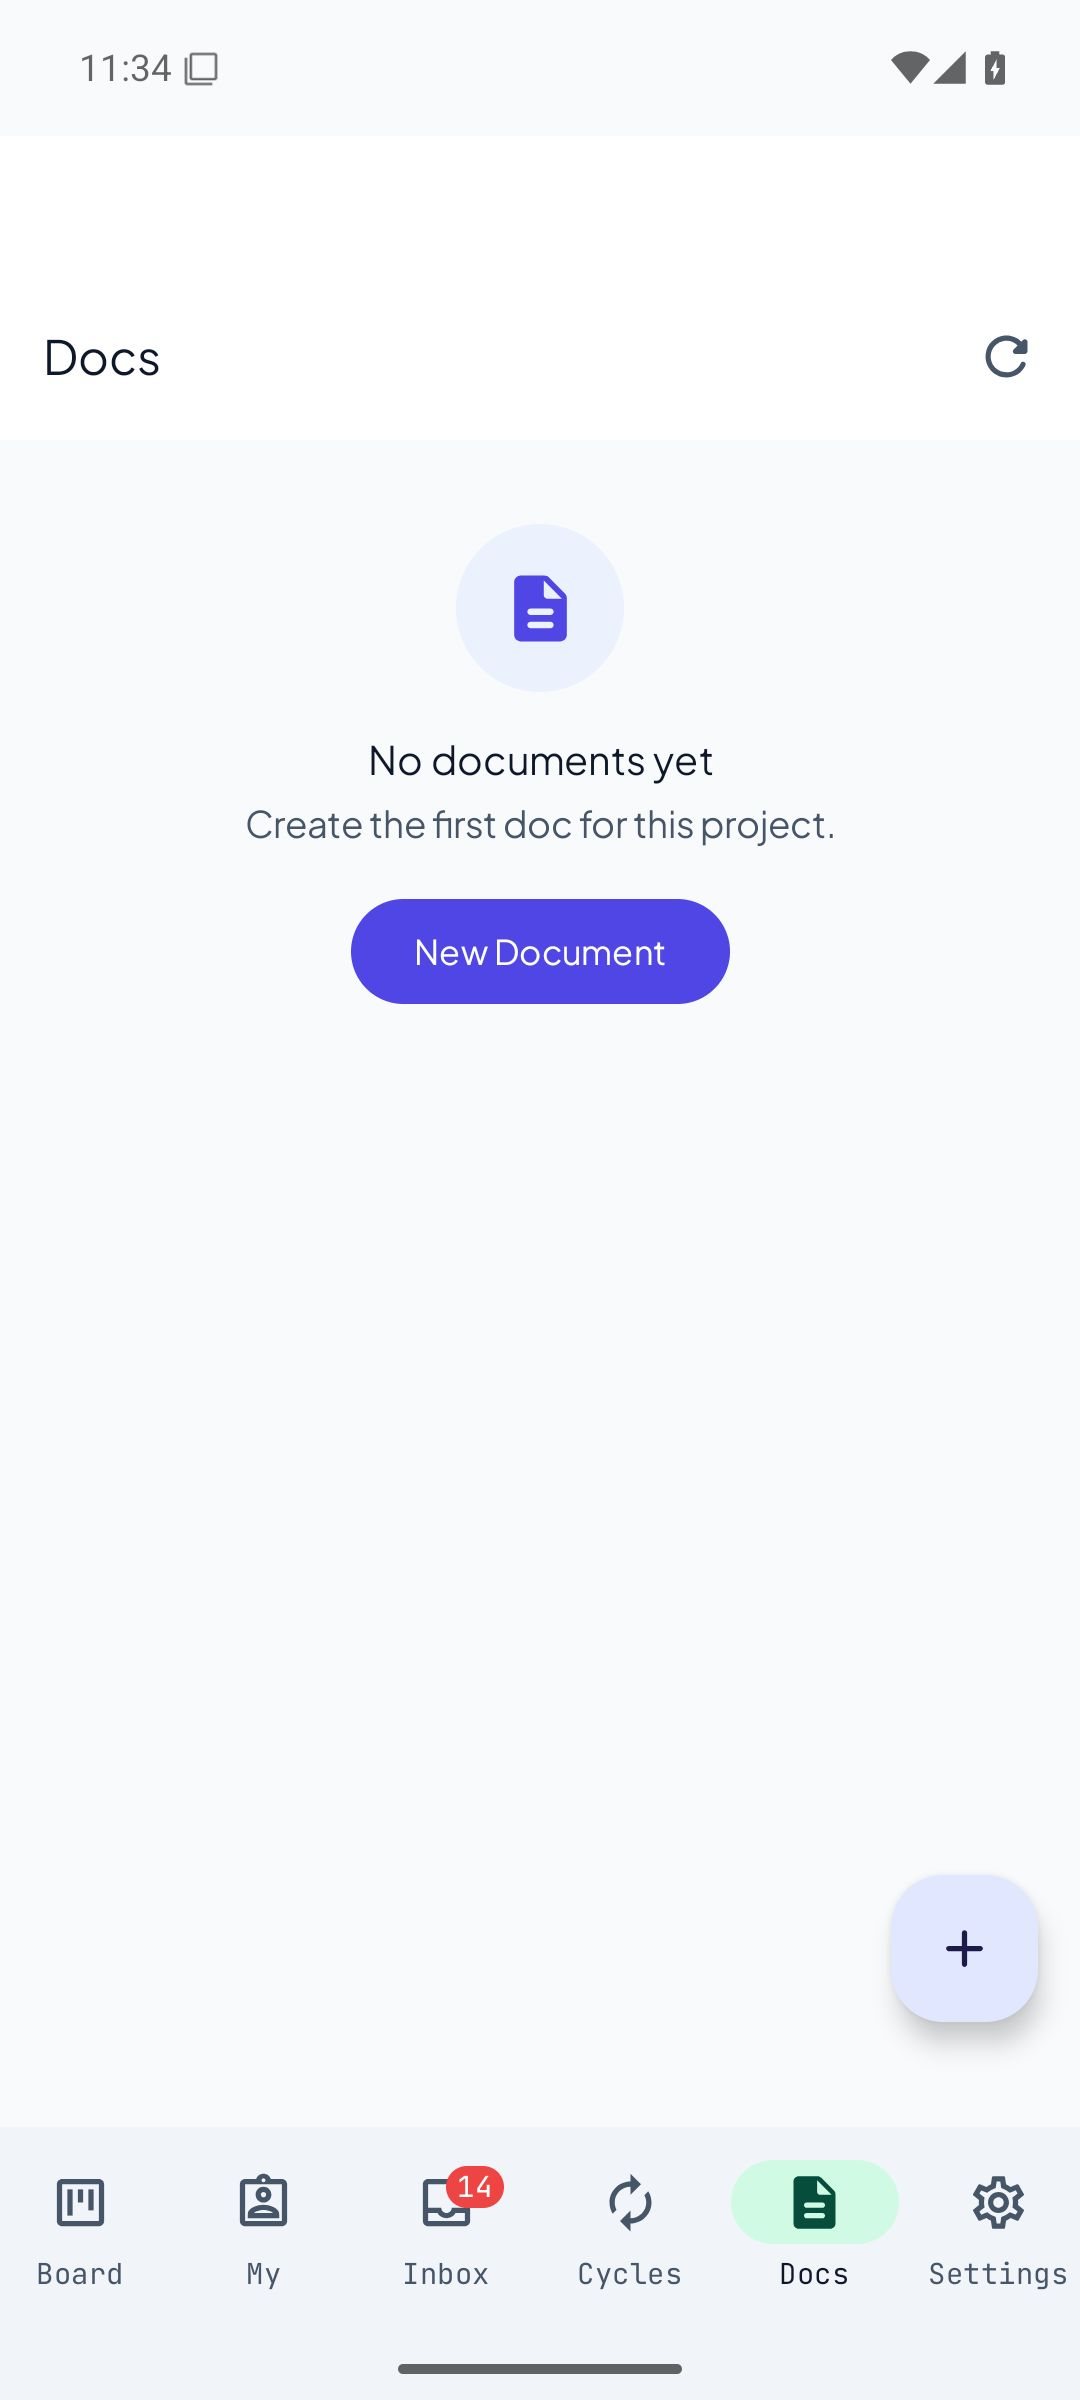 11:34
Docs
No documents yet
Create the first doc for this project.
New Document
14
Board
My
Inbox
Cycles
Docs
Settings